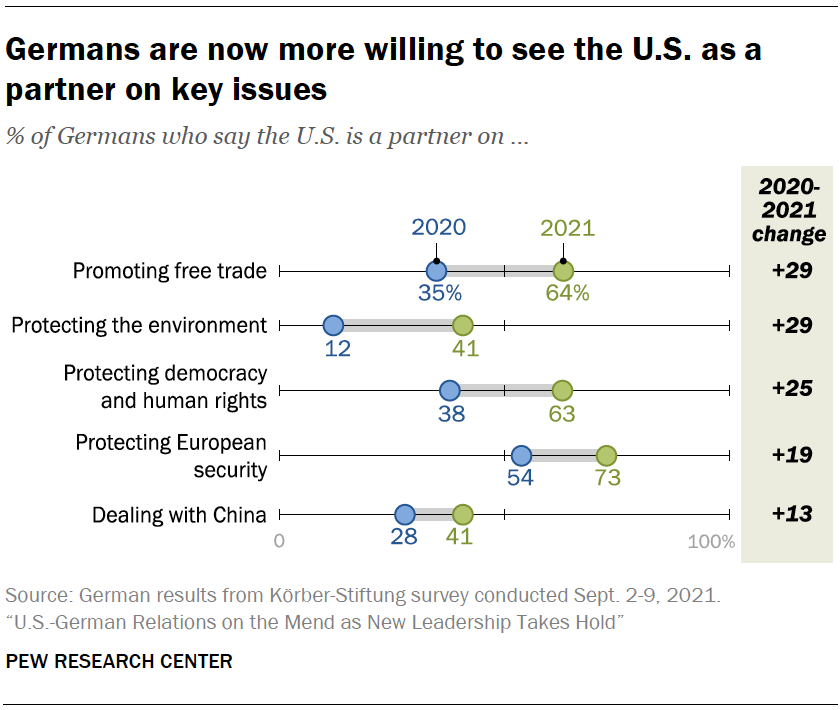 Germans are now more willing to see the U.S. as a
partner on key issues
% of Germans who say the U.S. is a partner on ...
2020-
2021
change
2020 2021
Promoting free trade +29
35% 64%
Protecting the environment +29
12 41
Protecting democracy
and human rights +25
38 63
Protecting European
security +19
54 73
Dealing with China +13
0 28 41 100%
Source: German results from Körber-Stiftung survey conducted Sept. 2-9, 2021.
“U.S.-German Relations on the Mend as New Leadership Takes Hold”
PEW RESEARCH CENTER